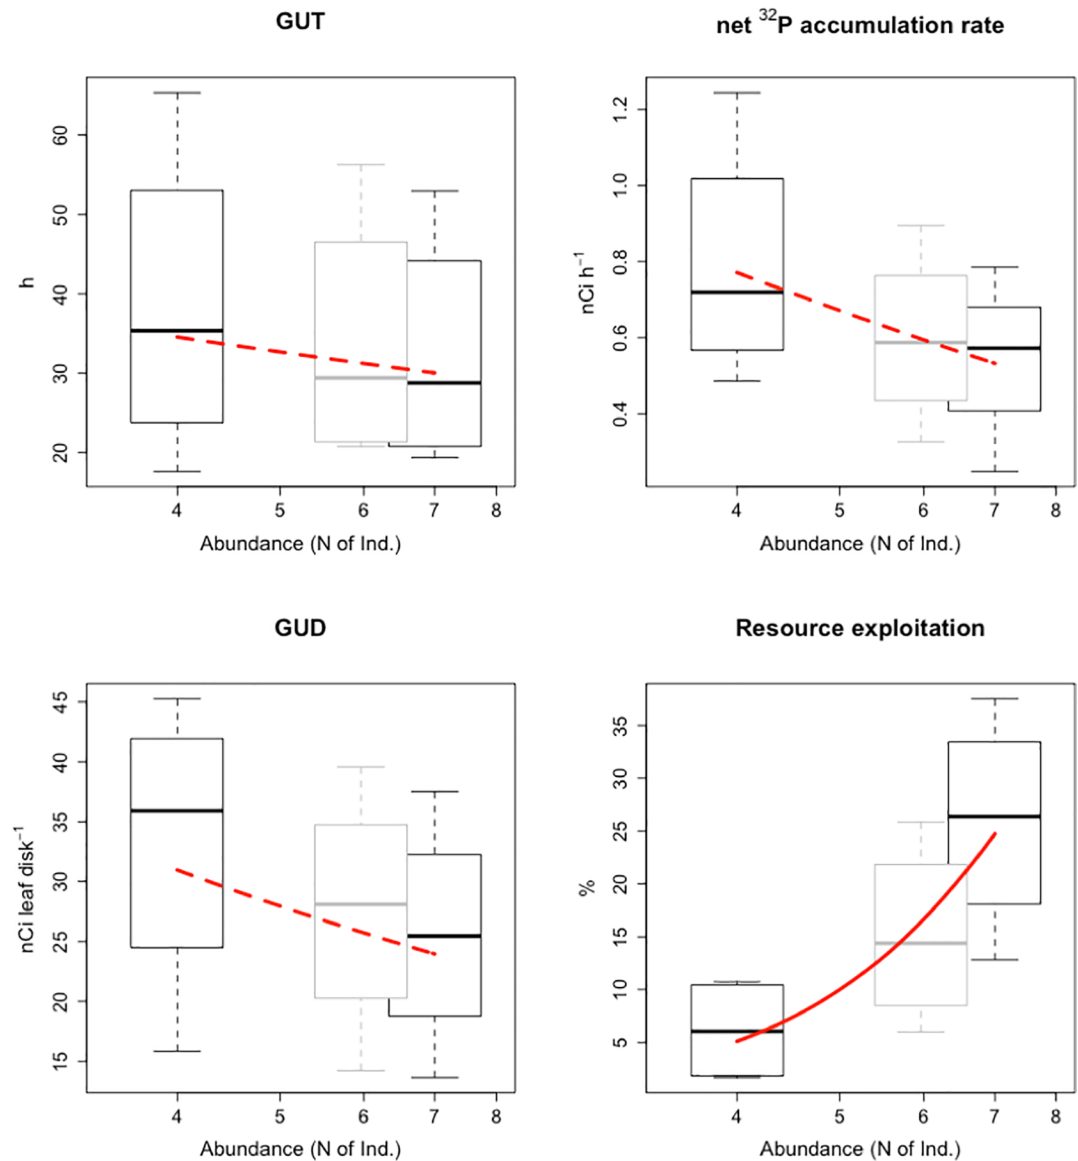 GUT
60
50
40
30
20
h
4 5 6 7 8
Abundance (N of Ind.)
net ³²P accumulation rate
1.2
1.0
0.8
0.6
0.4
nCi h⁻¹
4 5 6 7 8
Abundance (N of Ind.)
GUD
45
40
35
30
25
20
15
nCi leaf disk⁻¹
4 5 6 7 8
Abundance (N of Ind.)
Resource exploitation
35
30
25
20
15
10
5
%
4 5 6 7 8
Abundance (N of Ind.)